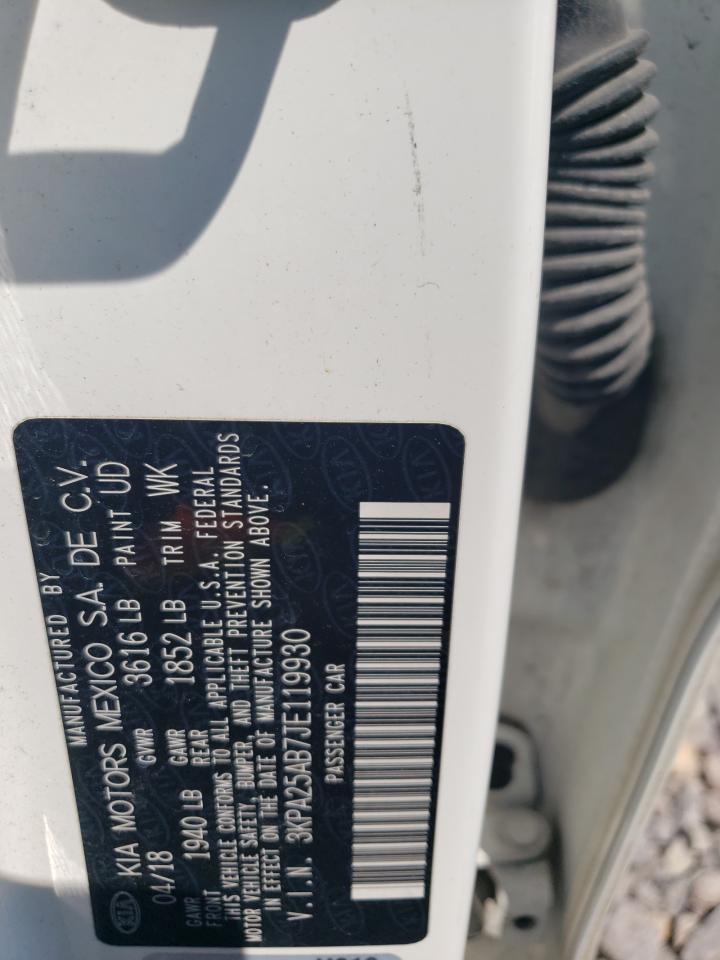 MANUFACTURED BY
KIA KIA MOTORS MEXICO S.A. DE C.V.
04/18 GVWR 3616 LB PAINT UD
GAWR FRONT 1940 LB GAWR REAR 1852 LB TRIM WK
THIS VEHICLE CONFORMS TO ALL APPLICABLE U.S.A. FEDERAL
MOTOR VEHICLE SAFETY, BUMPER, AND THEFT PREVENTION STANDARDS
IN EFFECT ON THE DATE OF MANUFACTURE SHOWN ABOVE.
V.I.N. 3KPA25AB7JE119930
PASSENGER CAR